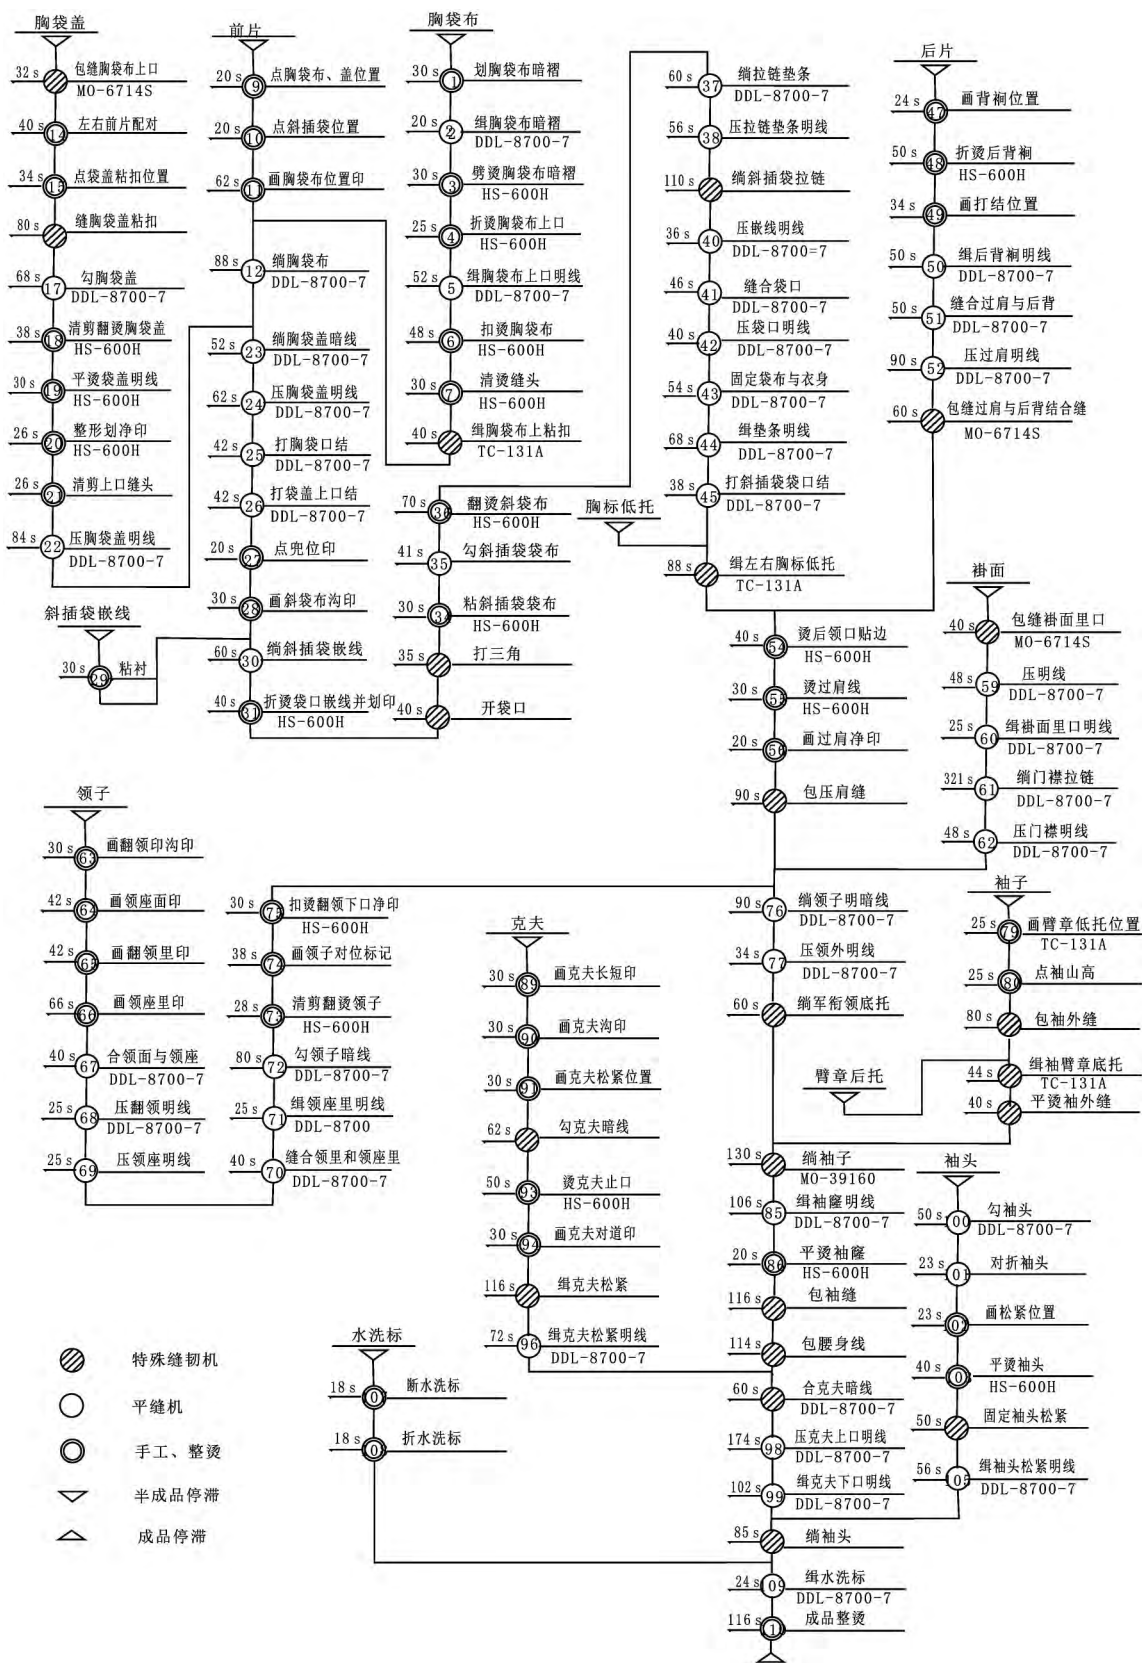 胸袋盖
32 s
包缝胸袋布上口
MO-6714S
40 s
14
左右前片配对
34 s
15
点袋盖粘扣位置
80 s
缝胸袋盖粘扣
68 s
17
勾胸袋盖
DDL-8700-7
38 s
18
清剪翻烫胸袋盖
HS-600H
30 s
19
平烫袋盖明线
HS-600H
26 s
20
整形划净印
HS-600H
26 s
21
清剪上口缝头
84 s
22
压胸袋盖明线
DDL-8700-7
斜插袋嵌线
30 s
29
粘衬
前片
20 s
9
点胸袋布、盖位置
20 s
10
点斜插袋位置
62 s
11
画胸袋布位置印
88 s
12
绱胸袋布
DDL-8700-7
52 s
23
绱胸袋盖暗线
DDL-8700-7
62 s
24
压胸袋盖明线
DDL-8700-7
42 s
25
打胸袋口结
DDL-8700-7
42 s
26
打袋盖上口结
DDL-8700-7
20 s
27
点兜位印
30 s
28
画斜袋布沟印
60 s
30
绱斜插袋嵌线
40 s
31
折烫袋口嵌线并划印
HS-600H
胸袋布
30 s
1
划胸袋布暗褶
20 s
2
缉胸袋布暗褶
DDL-8700-7
30 s
3
劈烫胸袋布暗褶
HS-600H
25 s
4
折烫胸袋布上口
HS-600H
52 s
5
缉胸袋布上口明线
DDL-8700-7
48 s
6
扣烫胸袋布
HS-600H
30 s
7
清烫缝头
HS-600H
40 s
缉胸袋布上粘扣
TC-131A
70 s
36
翻烫斜袋布
HS-600H
41 s
35
勾斜插袋袋布
30 s
34
粘斜插袋袋布
HS-600H
35 s
打三角
40 s
开袋口
60 s
37
绱拉链垫条
DDL-8700-7
56 s
38
压拉链垫条明线
110 s
绱斜插袋拉链
36 s
40
压嵌线明线
DDL-8700=7
46 s
41
缝合袋口
DDL-8700-7
40 s
42
压袋口明线
DDL-8700-7
54 s
43
固定袋布与衣身
DDL-8700-7
68 s
44
缉垫条明线
DDL-8700-7
38 s
45
打斜插袋袋口结
DDL-8700-7
胸标低托
88 s
缉左右胸标低托
TC-131A
后片
24 s
47
画背裥位置
50 s
48
折烫后背裥
HS-600H
34 s
49
画打结位置
50 s
50
缉后背裥明线
DDL-8700-7
50 s
51
缝合过肩与后背
DDL-8700-7
90 s
52
压过肩明线
DDL-8700-7
60 s
包缝过肩与后背结合缝
MO-6714S
40 s
54
烫后领口贴边
HS-600H
30 s
55
烫过肩线
HS-600H
20 s
56
画过肩净印
90 s
包压肩缝
褂面
40 s
包缝褂面里口
MO-6714S
48 s
59
压明线
DDL-8700-7
25 s
60
缉褂面里口明线
DDL-8700-7
321 s
61
绱门襟拉链
DDL-8700-7
48 s
62
压门襟明线
DDL-8700-7
领子
30 s
63
画翻领印沟印
42 s
64
画领座面印
42 s
65
画翻领里印
66 s
66
画领座里印
40 s
67
合领面与领座
DDL-8700-7
25 s
68
压翻领明线
DDL-8700-7
25 s
69
压领座明线
30 s
75
扣烫翻领下口净印
HS-600H
38 s
74
画领子对位标记
28 s
73
清剪翻烫领子
HS-600H
80 s
72
勾领子暗线
DDL-8700-7
25 s
71
缉领座里明线
DDL-8700
40 s
70
缝合领里和领座里
DDL-8700-7
克夫
30 s
89
画克夫长短印
30 s
90
画克夫沟印
30 s
91
画克夫松紧位置
62 s
勾克夫暗线
50 s
93
烫克夫止口
HS-600H
30 s
94
画克夫对道印
116 s
缉克夫松紧
72 s
96
缉克夫松紧明线
DDL-8700-7
90 s
76
绱领子明暗线
DDL-8700-7
34 s
77
压领外明线
DDL-8700-7
60 s
绱军衔领底托
袖子
25 s
79
画臂章低托位置
TC-131A
25 s
80
点袖山高
80 s
包袖外缝
臂章后托
44 s
缉袖臂章底托
TC-131A
40 s
平烫袖外缝
130 s
绱袖子
MO-39160
106 s
85
缉袖窿明线
DDL-8700-7
20 s
86
平烫袖窿
HS-600H
116 s
包袖缝
114 s
包腰身线
60 s
合克夫暗线
DDL-8700-7
174 s
98
压克夫上口明线
DDL-8700-7
102 s
99
缉克夫下口明线
DDL-8700-7
85 s
绱袖头
24 s
09
缉水洗标
DDL-8700-7
116 s
成品整烫
袖头
50 s
00
勾袖头
DDL-8700-7
23 s
01
对折袖头
23 s
02
画松紧位置
40 s
平烫袖头
HS-600H
50 s
固定袖头松紧
56 s
105
缉袖头松紧明线
DDL-8700-7
水洗标
18 s
断水洗标
18 s
折水洗标
特殊缝韧机
平缝机
手工、整烫
半成品停滞
成品停滞